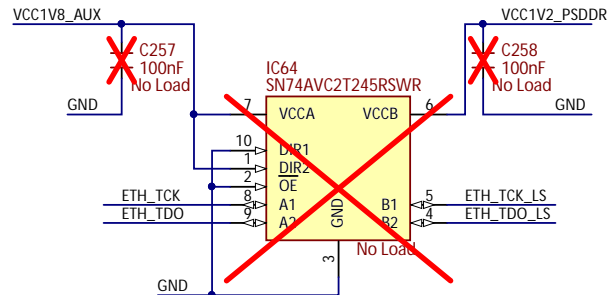 VCC1V8_AUX
VCC1V2_PSDDR
C257
100nF
No Load
C258
100nF
No Load
GND
GND
IC64
SN74AVC2T245RSWR
7 VCCA VCCB 6
10 DIR1
1 DIR2
2 OE
ETH_TCK 8 A1 B1 5 ETH_TCK_LS
ETH_TDO 9 A2 B2 4 ETH_TDO_LS
GND
3
No Load
GND